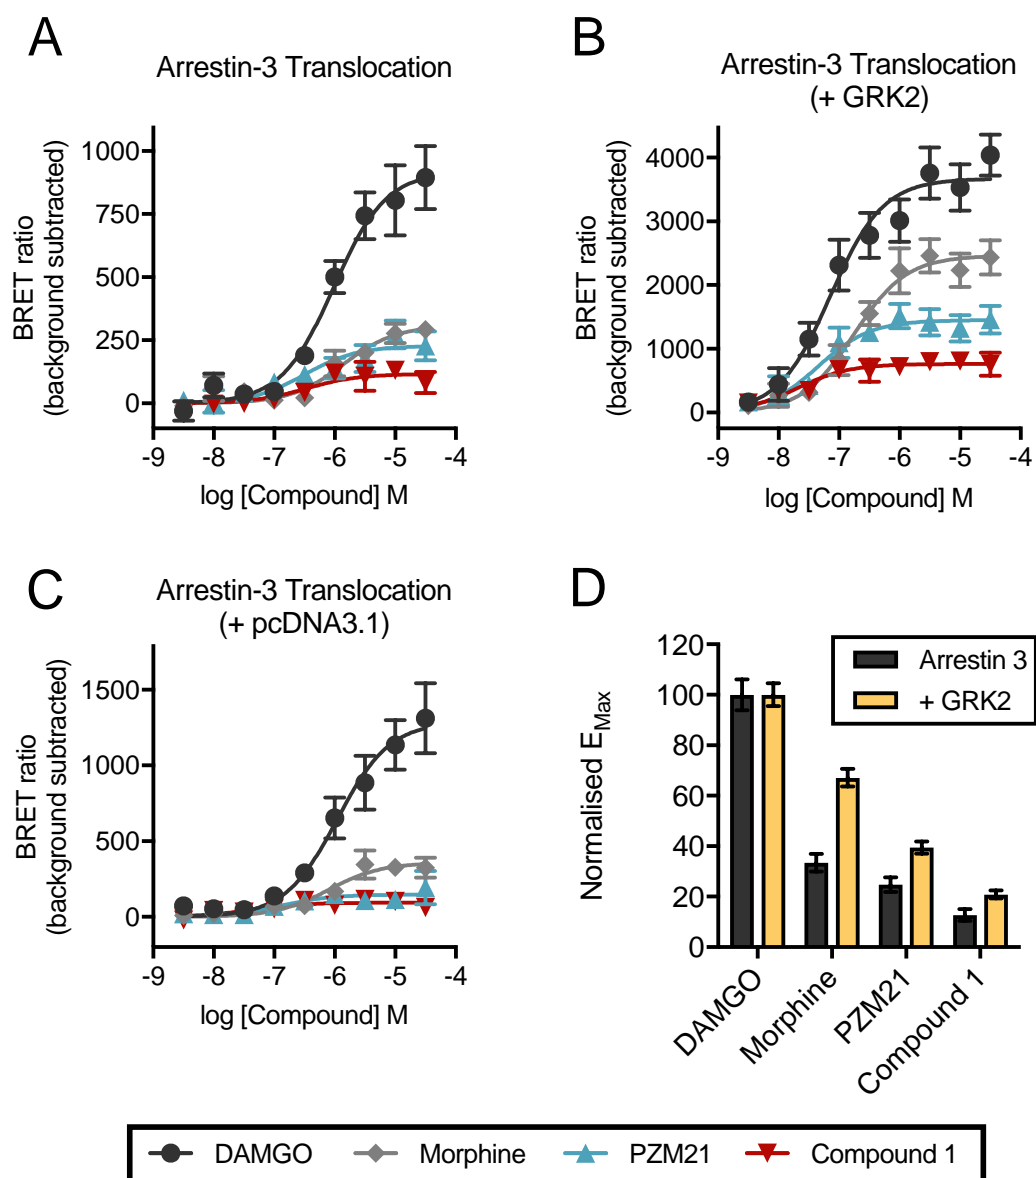 A
Arrestin-3 Translocation
BRET ratio
(background subtracted)
1000
750
500
250
0
-9 -8 -7 -6 -5 -4
log [Compound] M
B
Arrestin-3 Translocation
(+ GRK2)
BRET ratio
(background subtracted)
4000
3000
2000
1000
0
-9 -8 -7 -6 -5 -4
log [Compound] M
C
Arrestin-3 Translocation
(+ pcDNA3.1)
BRET ratio
(background subtracted)
1500
1000
500
0
-9 -8 -7 -6 -5 -4
log [Compound] M
D
Normalised EMax
120
100
80
60
40
20
0
Arrestin 3
+ GRK2
DAMGO
Morphine
PZM21
Compound 1
DAMGO Morphine PZM21 Compound 1